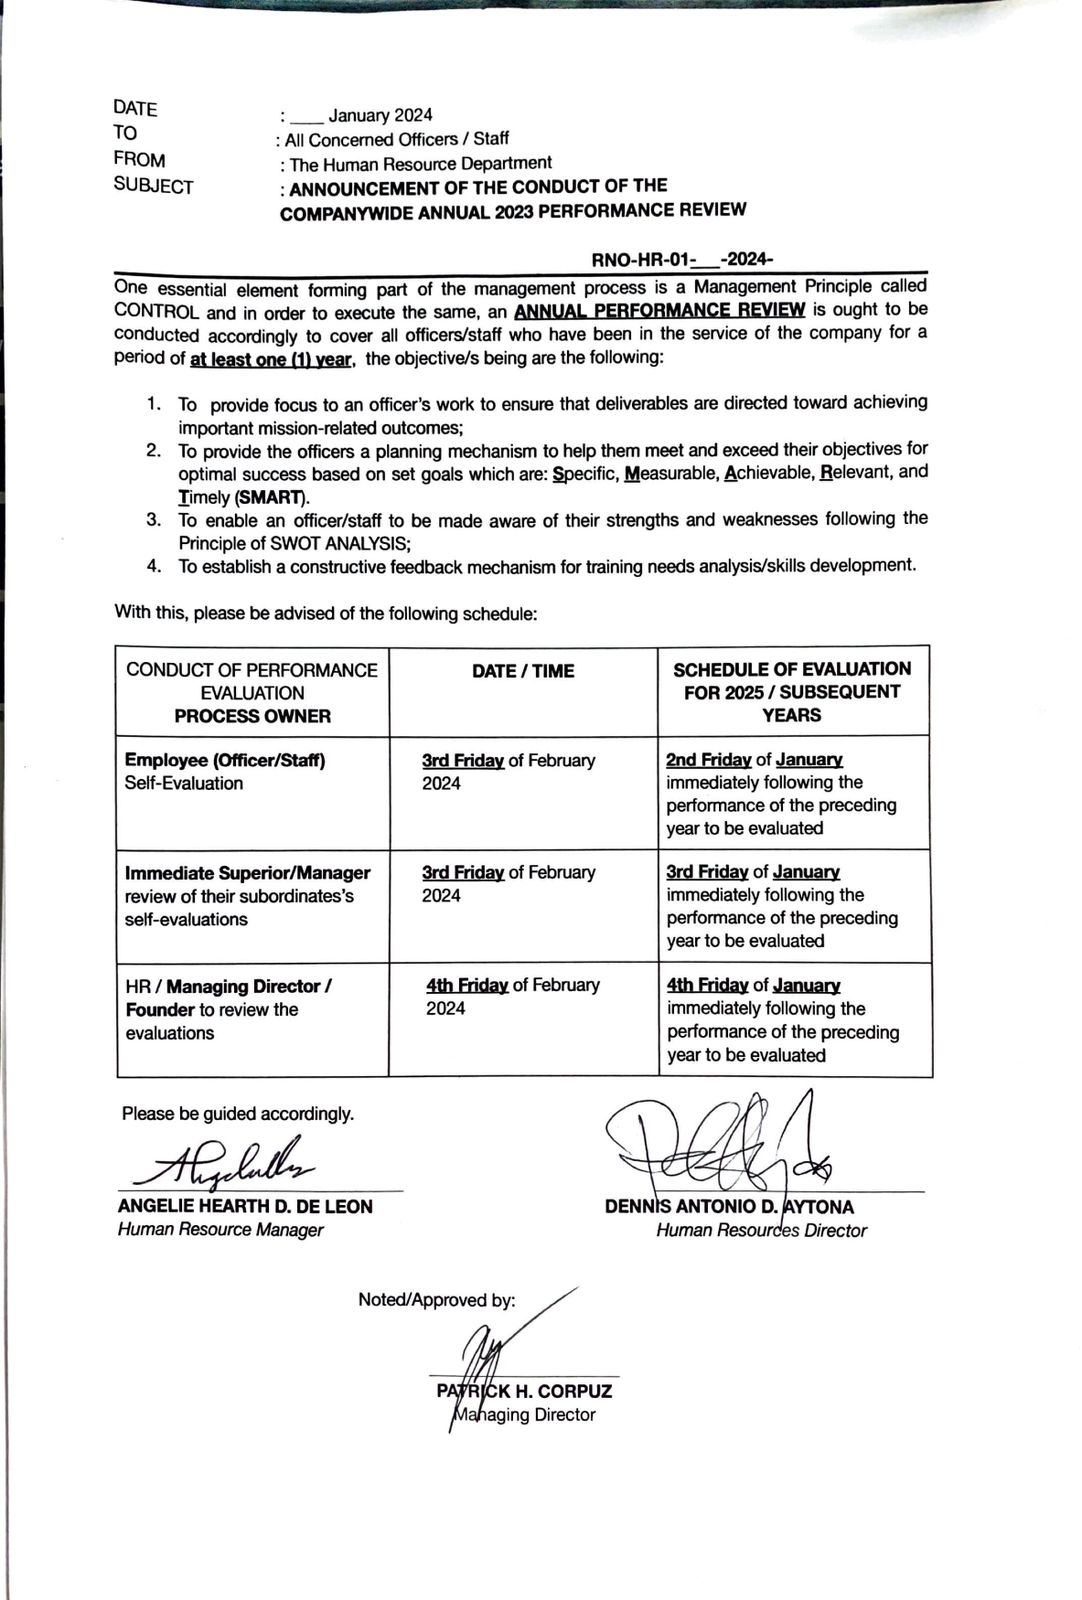 DATE : ____ January 2024
TO : All Concerned Officers / Staff
FROM : The Human Resource Department
SUBJECT : ANNOUNCEMENT OF THE CONDUCT OF THE
COMPANYWIDE ANNUAL 2023 PERFORMANCE REVIEW
RNO-HR-01-___-2024-
One essential element forming part of the management process is a Management Principle called
CONTROL and in order to execute the same, an ANNUAL PERFORMANCE REVIEW is ought to be
conducted accordingly to cover all officers/staff who have been in the service of the company for a
period of at least one (1) year, the objective/s being are the following:
1. To provide focus to an officer's work to ensure that deliverables are directed toward achieving
important mission-related outcomes;
2. To provide the officers a planning mechanism to help them meet and exceed their objectives for
optimal success based on set goals which are: Specific, Measurable, Achievable, Relevant, and
Timely (SMART).
3. To enable an officer/staff to be made aware of their strengths and weaknesses following the
Principle of SWOT ANALYSIS;
4. To establish a constructive feedback mechanism for training needs analysis/skills development.
With this, please be advised of the following schedule:
CONDUCT OF PERFORMANCE
EVALUATION
PROCESS OWNER
DATE / TIME
SCHEDULE OF EVALUATION
FOR 2025 / SUBSEQUENT
YEARS
Employee (Officer/Staff)
Self-Evaluation
3rd Friday of February
2024
2nd Friday of January
immediately following the
performance of the preceding
year to be evaluated
Immediate Superior/Manager
review of their subordinates's
self-evaluations
3rd Friday of February
2024
3rd Friday of January
immediately following the
performance of the preceding
year to be evaluated
HR / Managing Director /
Founder to review the
evaluations
4th Friday of February
2024
4th Friday of January
immediately following the
performance of the preceding
year to be evaluated
Please be guided accordingly.
ANGELIE HEARTH D. DE LEON
Human Resource Manager
DENNIS ANTONIO D. AYTONA
Human Resources Director
Noted/Approved by:
PATRICK H. CORPUZ
Managing Director